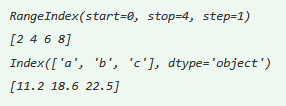 RangeIndex(start=0, stop=4, step=1)
[2 4 6 8]
Index(['a', 'b', 'c'], dtype='object')
[11.2 18.6 22.5]